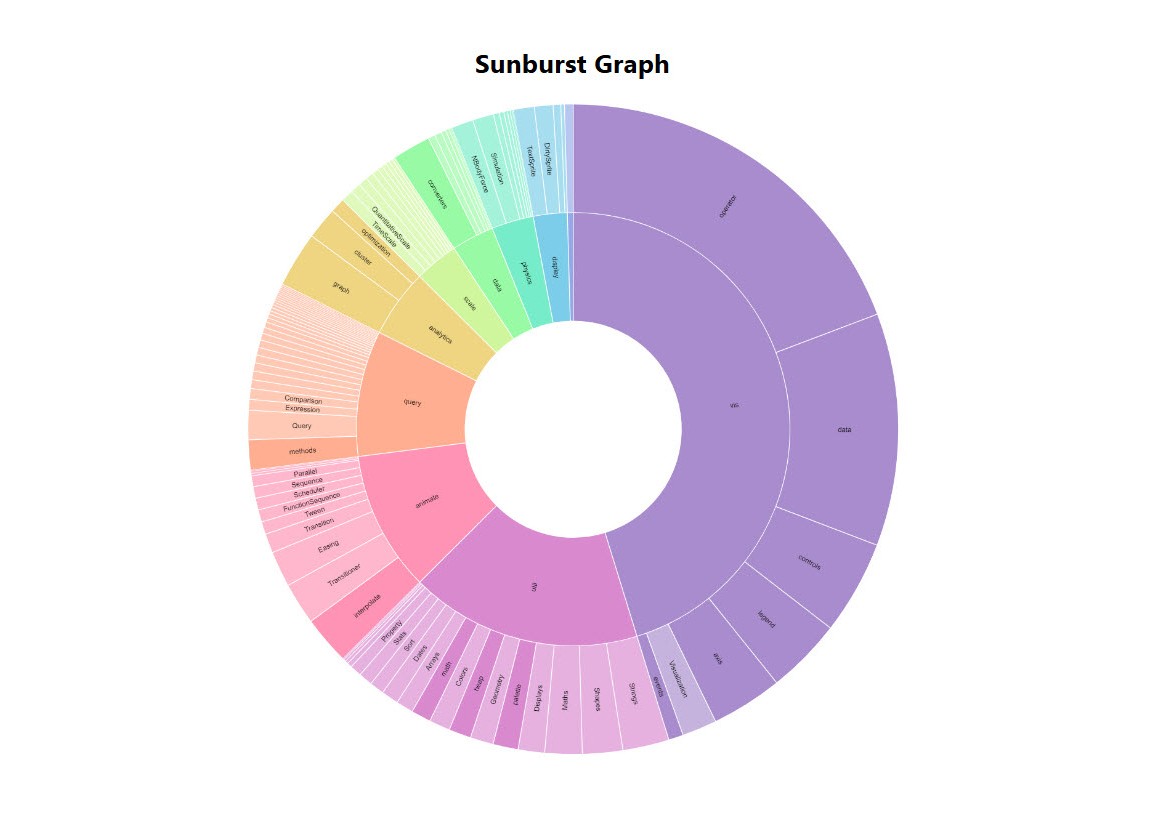 Sunburst Graph
operator
data
controls
legend
axis
Visualization
events
vis
Strings
Shapes
Maths
Displays
palette
Geometry
heap
Colors
math
Arrays
Dates
Sort
Stats
Property
interpolate
Transitioner
Easing
Transition
Tween
FunctionSequence
Scheduler
Sequence
Parallel
animate
methods
Query
Expression
Comparison
query
graph
cluster
optimization
analytics
TimeScale
QuantitativeScale
scale
converters
data
NBodyForce
Simulation
physics
TextSprite
DirtySprite
display